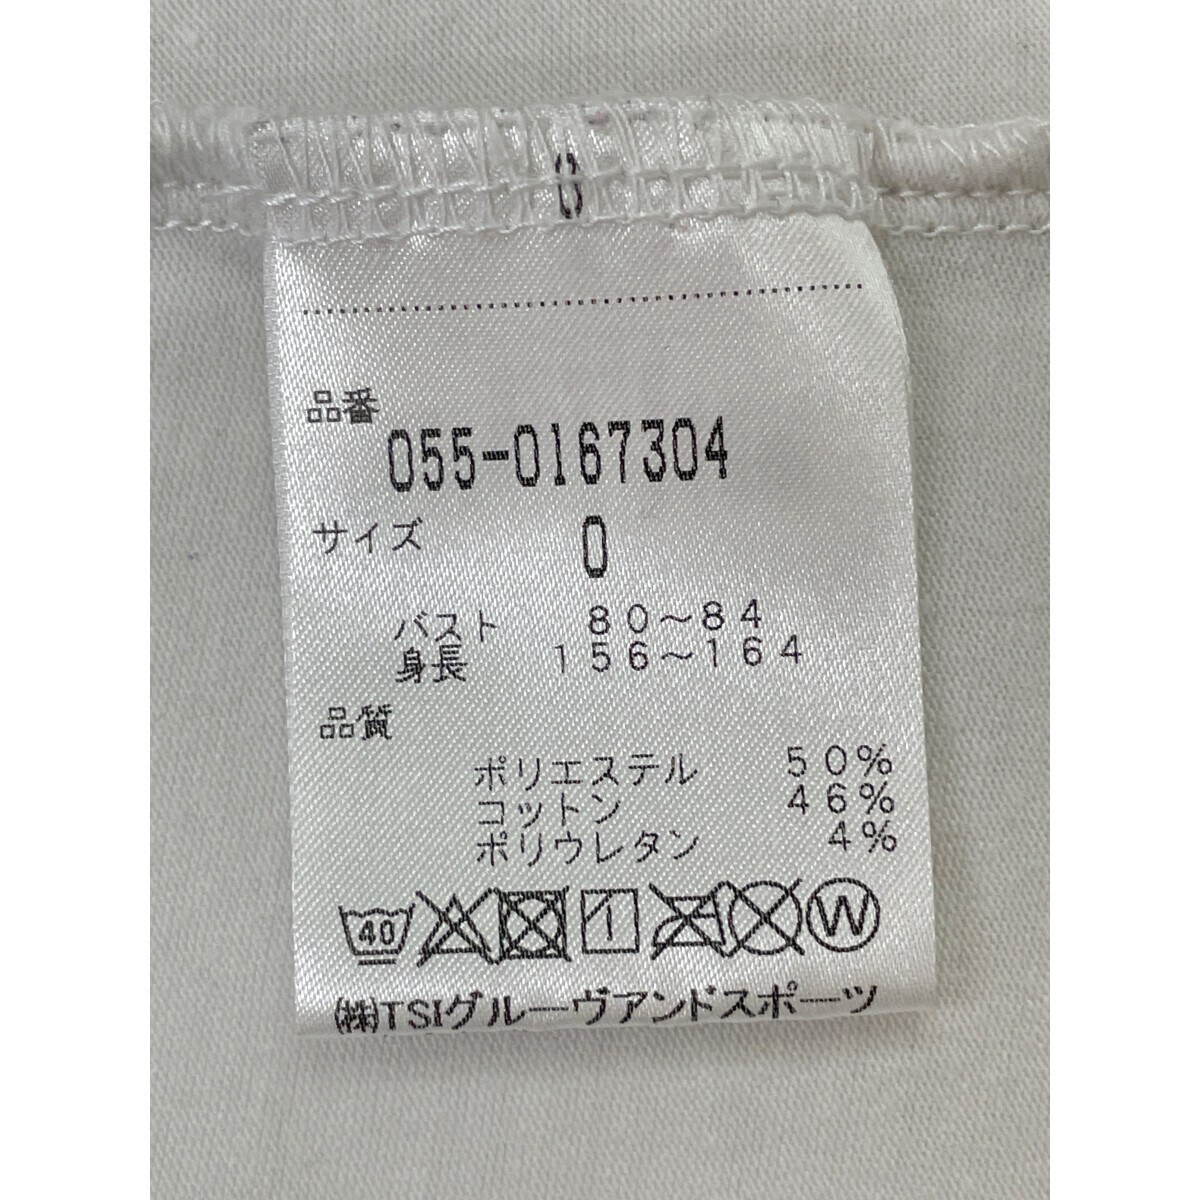 0
品番
055-0167304
サイズ 0
バスト 80～84
身長 156～164
品質
ポリエステル 50%
コットン 46%
ポリウレタン 4%
40 W
㈱TSIグルーヴアンドスポーツ